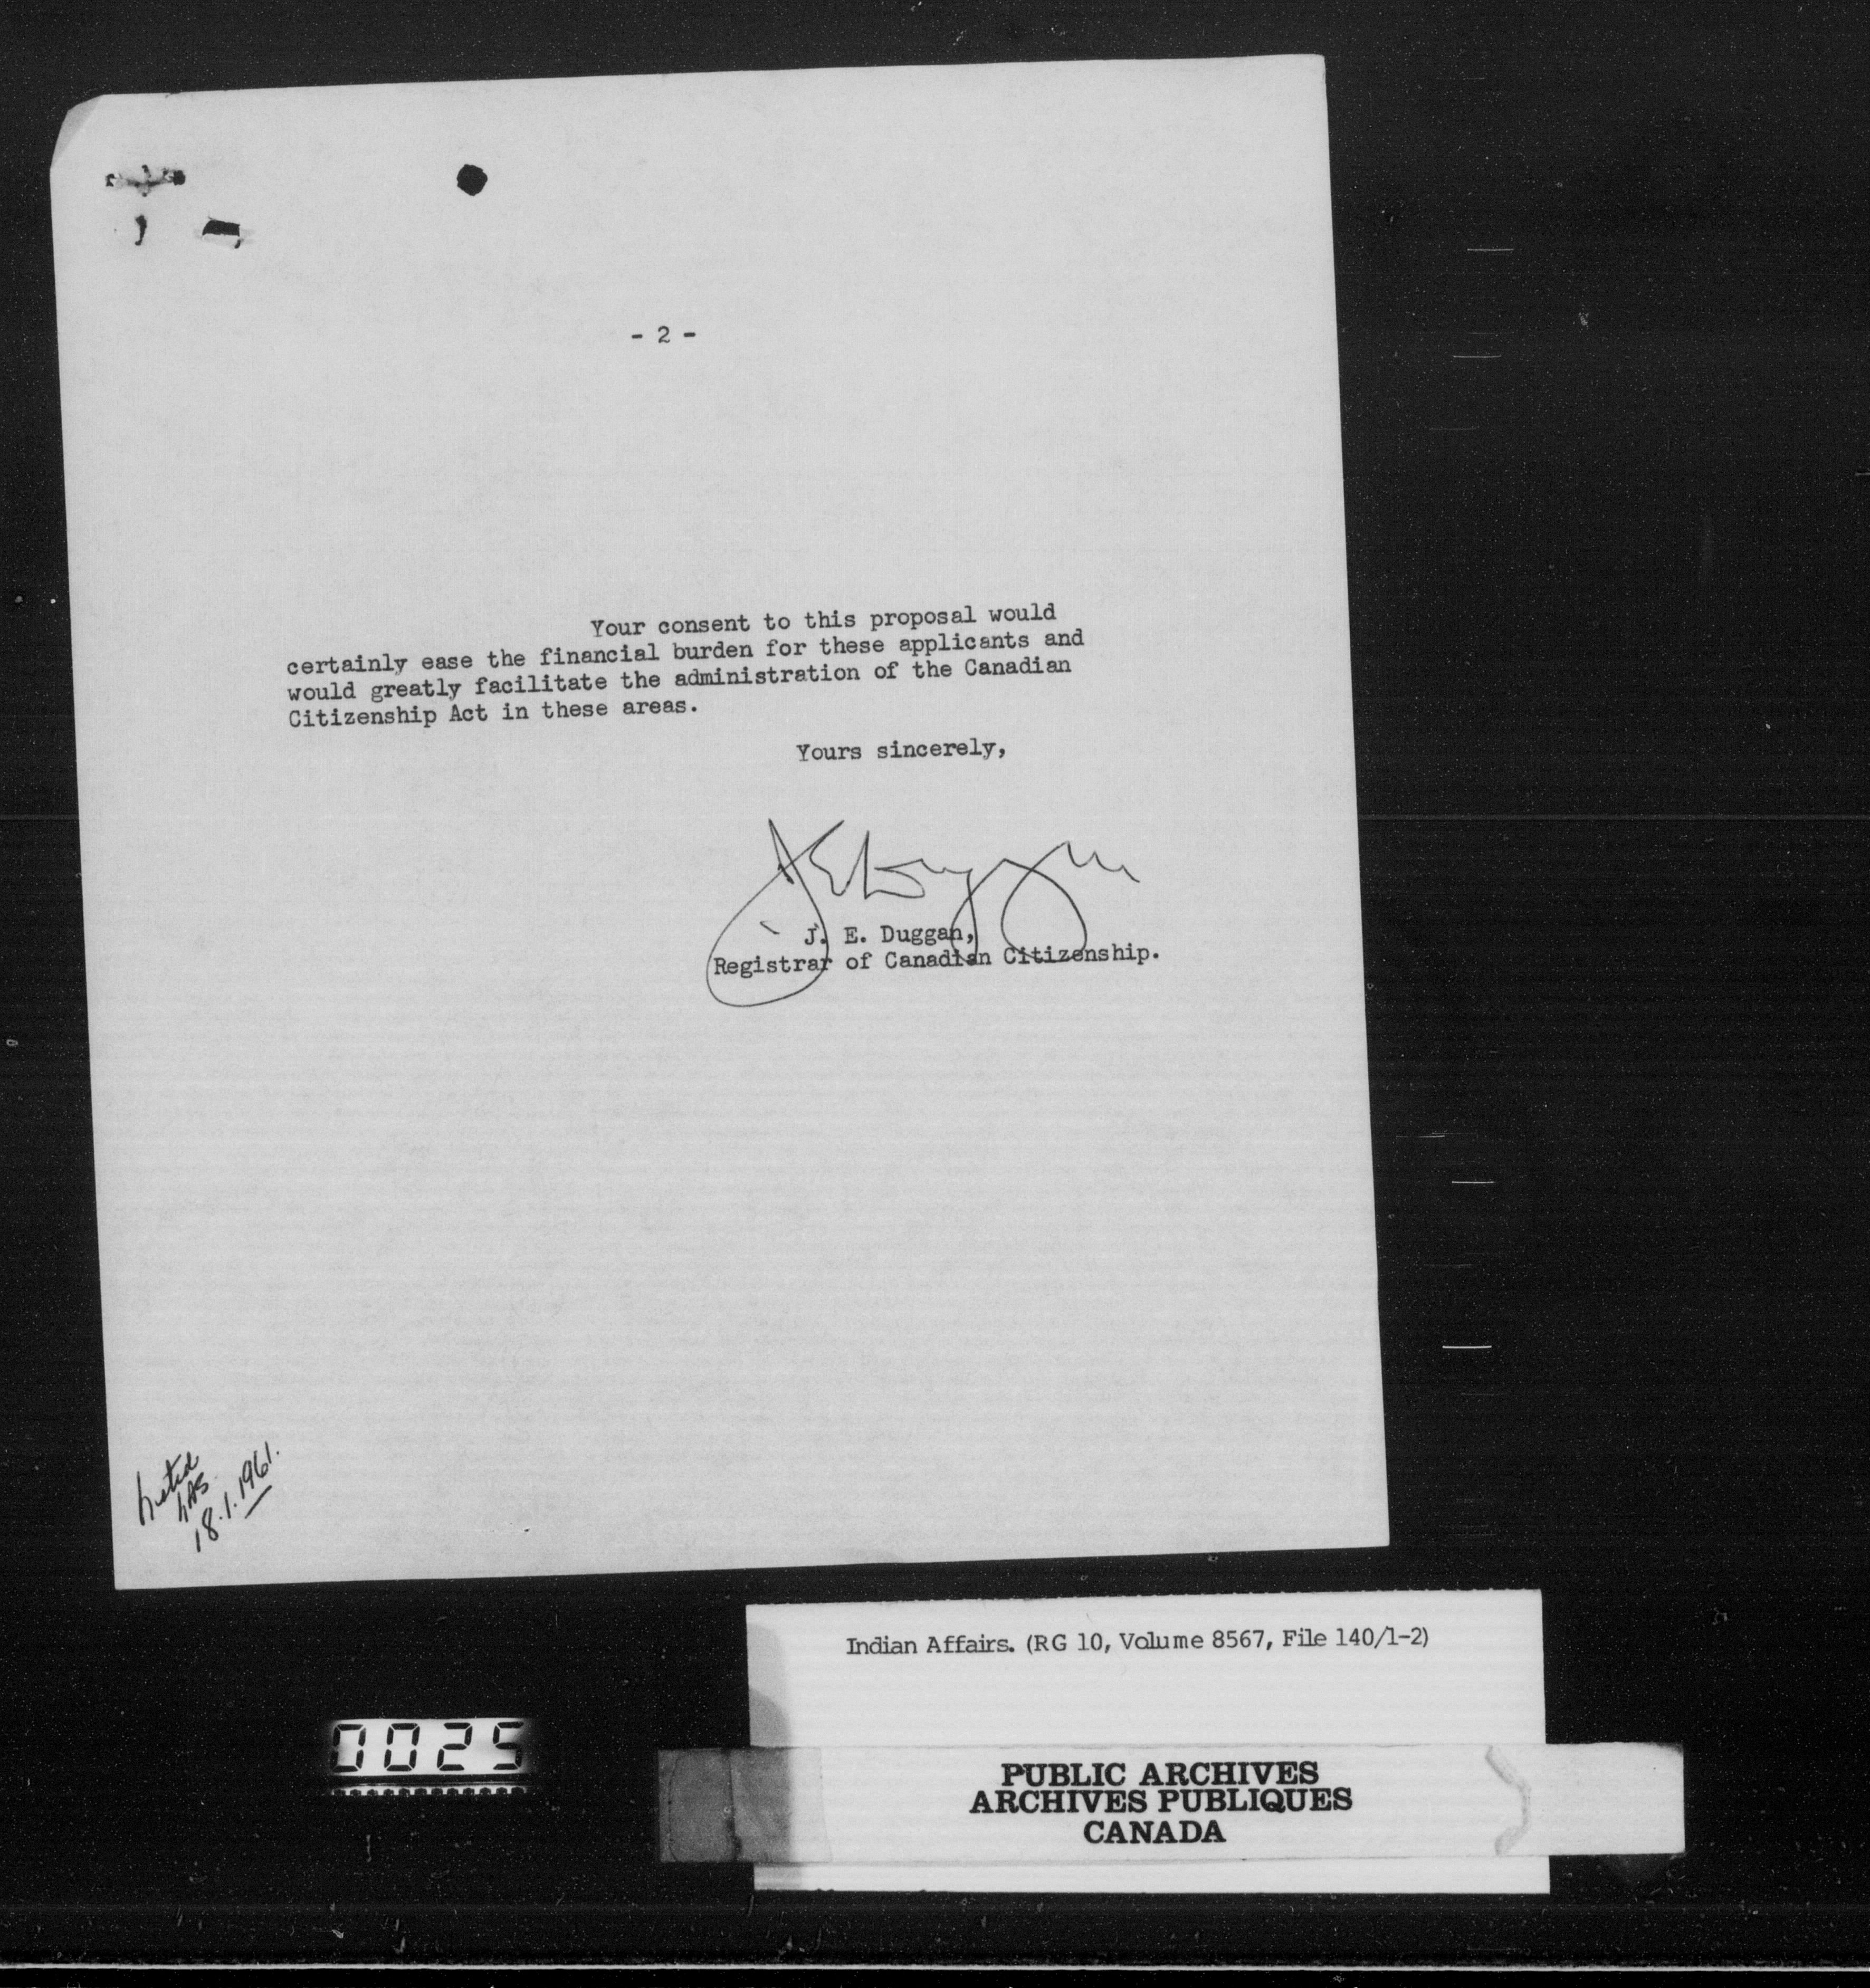 - 2 -
Your consent to this proposal would
certainly ease the financial burden for these applicants and
would greatly facilitate the administration of the Canadian
Citizenship Act in these areas.
Yours sincerely,
J. E. Duggan,
Registrar of Canadian Citizenship.
18.1.1961.
Indian Affairs. (RG 10, Volume 8567, File 140/1-2)
0025
PUBLIC ARCHIVES
ARCHIVES PUBLIQUES
CANADA